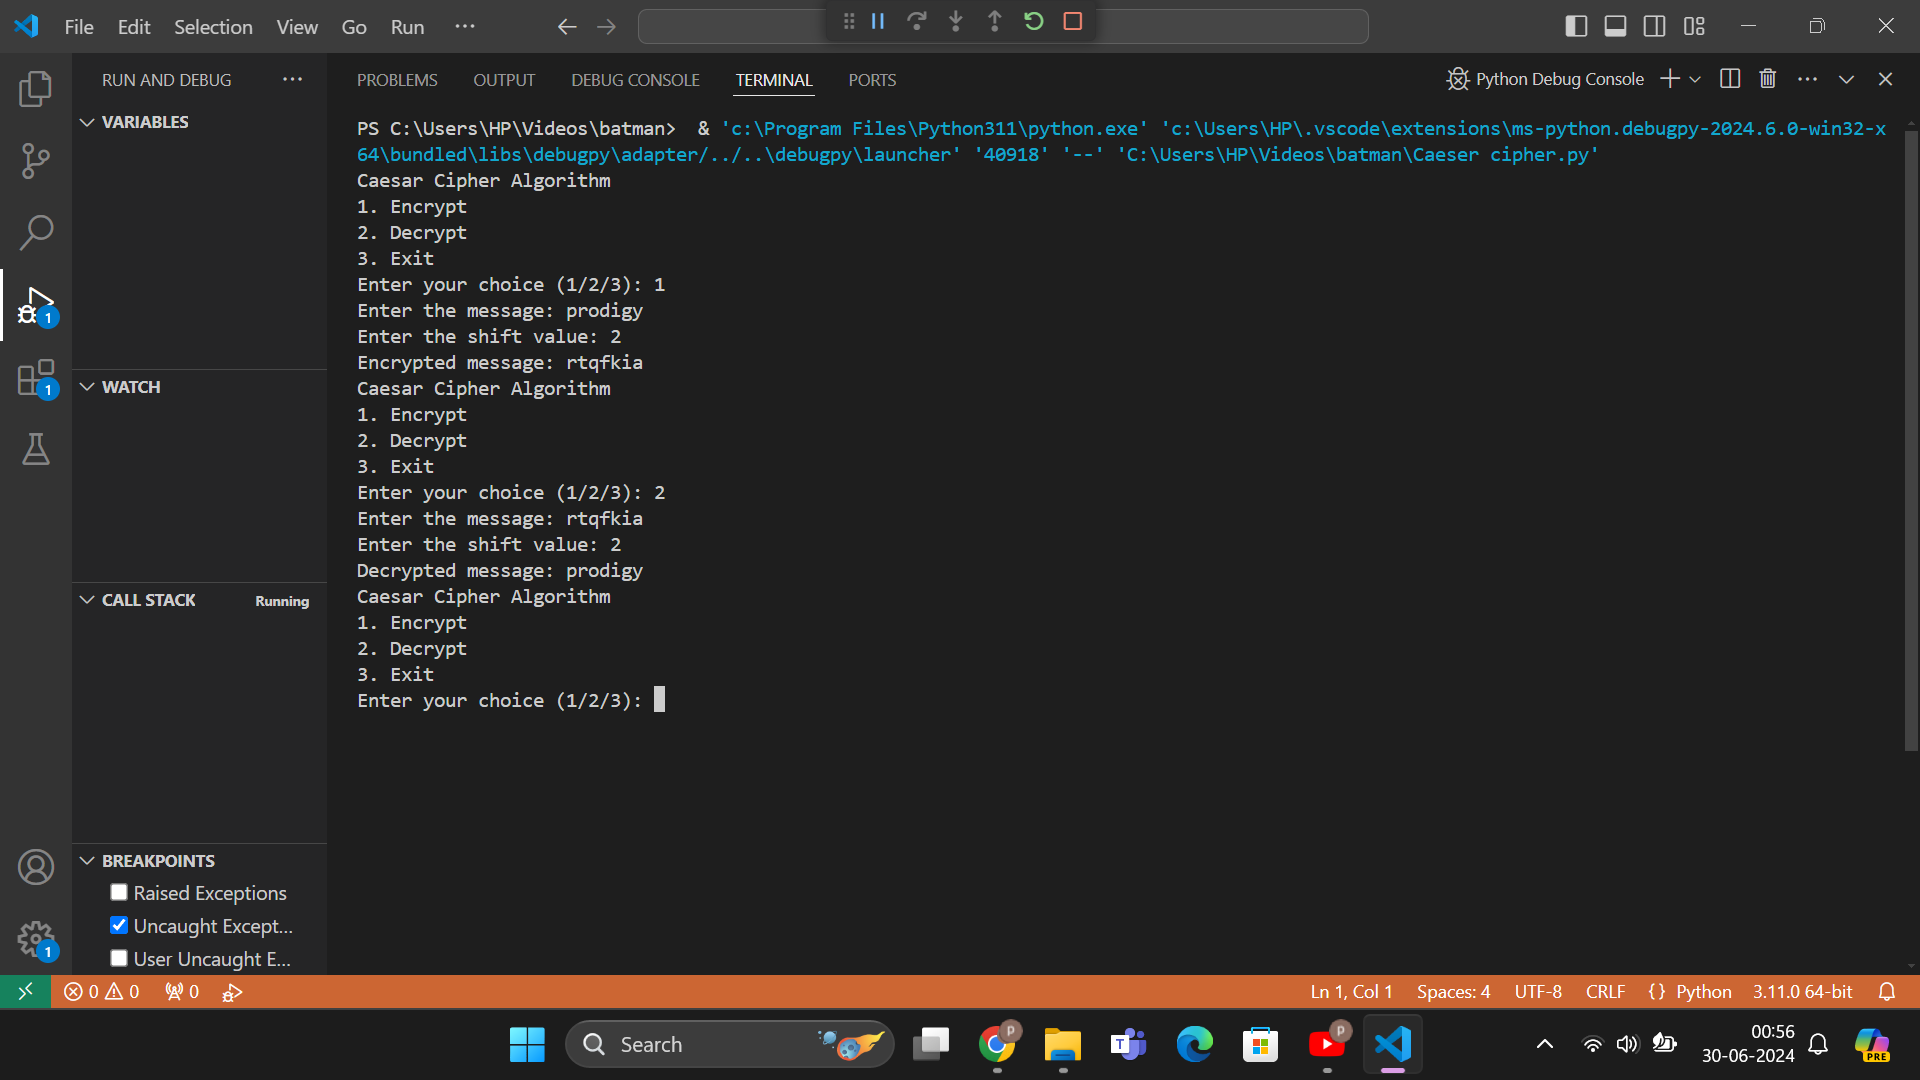 File Edit Selection View Go Run ···
RUN AND DEBUG ···
VARIABLES
WATCH
CALL STACK Running
BREAKPOINTS
Raised Exceptions
Uncaught Except...
User Uncaught E...
1
1
1
PROBLEMS OUTPUT DEBUG CONSOLE TERMINAL PORTS
Python Debug Console
PS C:\Users\HP\Videos\batman>  & 'c:\Program Files\Python311\python.exe' 'c:\Users\HP\.vscode\extensions\ms-python.debugpy-2024.6.0-win32-x
64\bundled\libs\debugpy\adapter/../..\debugpy\launcher' '40918' '--' 'C:\Users\HP\Videos\batman\Caeser cipher.py'
Caesar Cipher Algorithm
1. Encrypt
2. Decrypt
3. Exit
Enter your choice (1/2/3): 1
Enter the message: prodigy
Enter the shift value: 2
Encrypted message: rtqfkia
Caesar Cipher Algorithm
1. Encrypt
2. Decrypt
3. Exit
Enter your choice (1/2/3): 2
Enter the message: rtqfkia
Enter the shift value: 2
Decrypted message: prodigy
Caesar Cipher Algorithm
1. Encrypt
2. Decrypt
3. Exit
Enter your choice (1/2/3):
0 0 0
Ln 1, Col 1 Spaces: 4 UTF-8 CRLF {} Python 3.11.0 64-bit
Search
P
T
P
00:56
30-06-2024
PRE